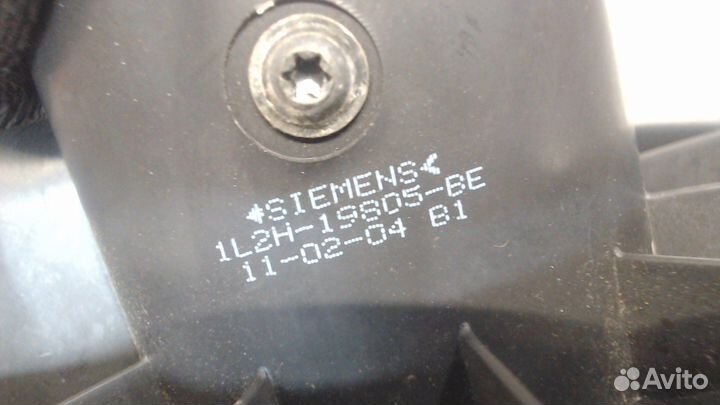 *SIEMENS<
1L2H-19805-BE
11-02-04 B1
Avito